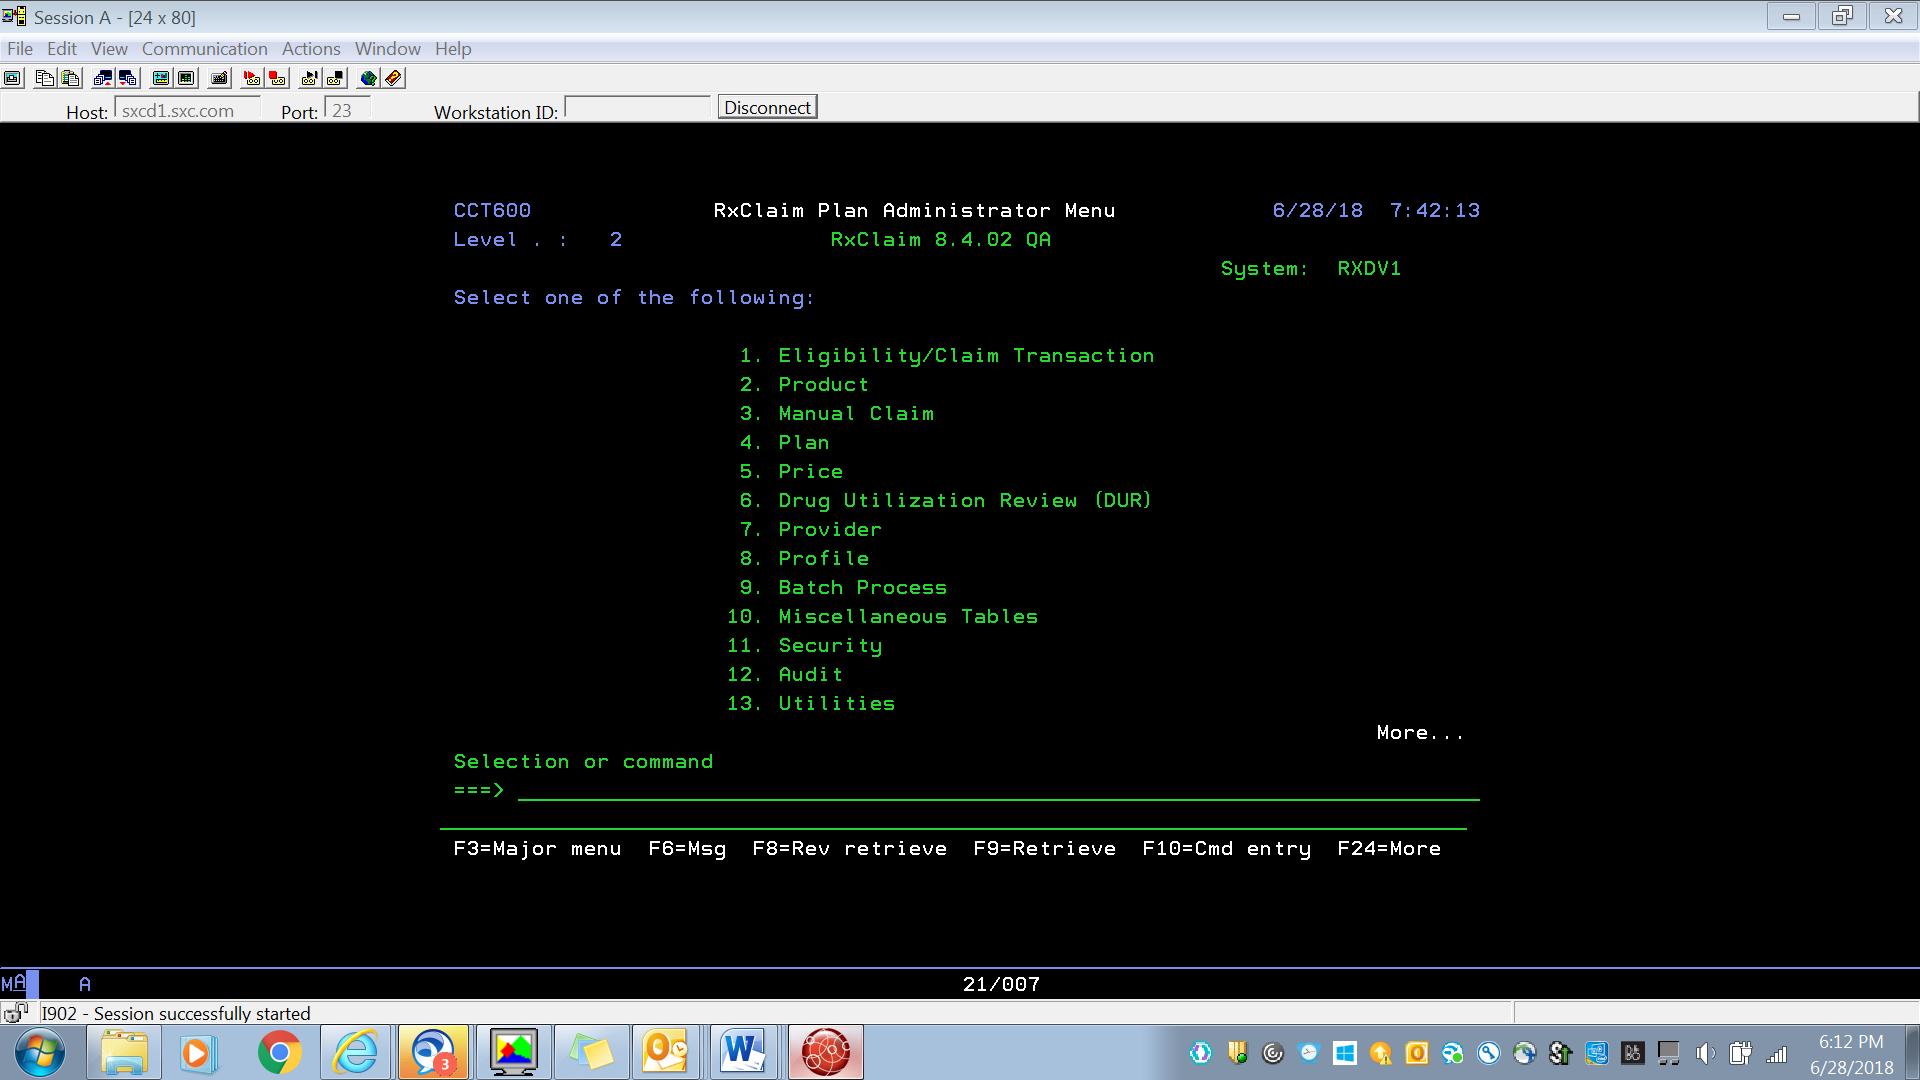 Session A - [24 x 80]
File Edit View Communication Actions Window Help
Host: sxcd1.sxc.com Port: 23 Workstation ID: Disconnect
CCT600 RxClaim Plan Administrator Menu 6/28/18 7:42:13
Level . : 2 RxClaim 8.4.02 QA
System: RXDV1
Select one of the following:
1. Eligibility/Claim Transaction
2. Product
3. Manual Claim
4. Plan
5. Price
6. Drug Utilization Review (DUR)
7. Provider
8. Profile
9. Batch Process
10. Miscellaneous Tables
11. Security
12. Audit
13. Utilities
More...
Selection or command
===>
F3=Major menu F6=Msg F8=Rev retrieve F9=Retrieve F10=Cmd entry F24=More
MA A 21/007
I902 - Session successfully started
3
6:12 PM
6/28/2018